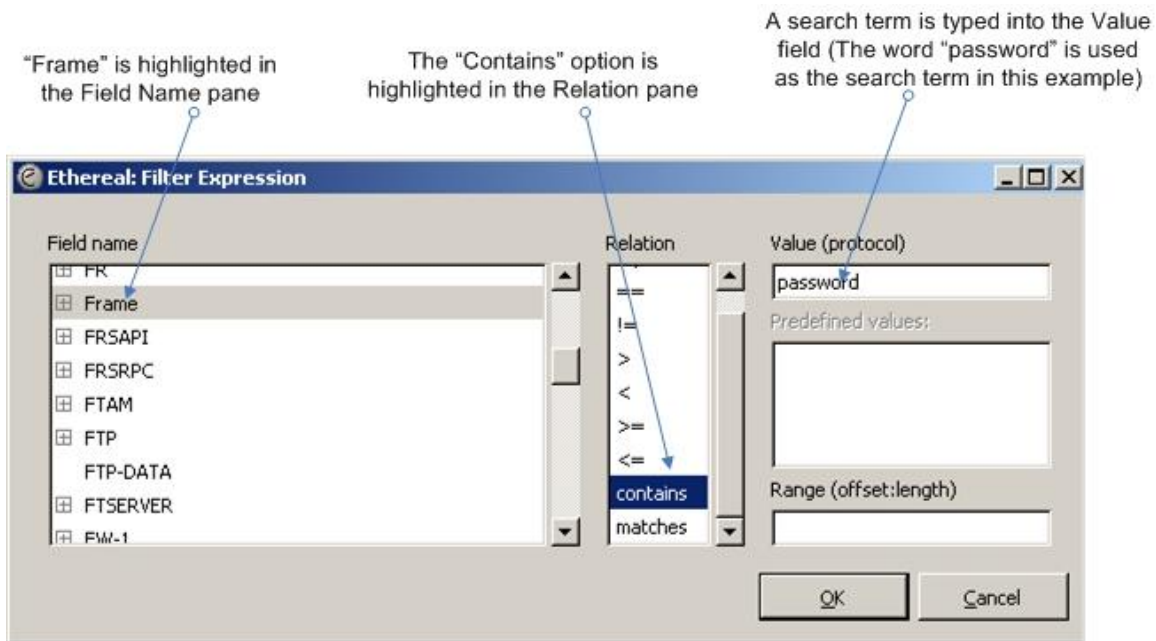 “Frame” is highlighted in
the Field Name pane
The “Contains” option is
highlighted in the Relation pane
A search term is typed into the Value
field (The word “password” is used
as the search term in this example)
Ethereal: Filter Expression
Field name
FR
Frame
FRSAPI
FRSRPC
FTAM
FTP
FTP-DATA
FTSERVER
FW-1
Relation
==
!=
>
<
>=
<=
contains
matches
Value (protocol)
password
Predefined values:
Range (offset:length)
OK
Cancel